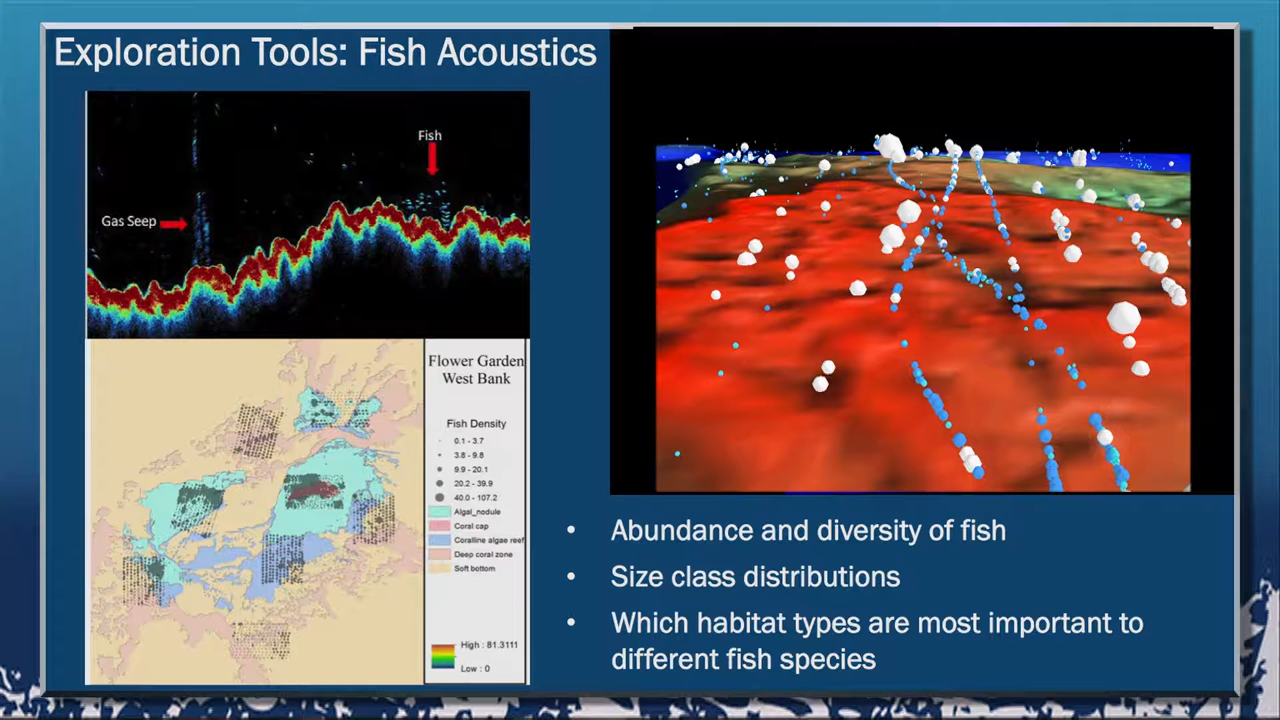 Exploration Tools: Fish Acoustics
Fish
Gas Seep
Flower Garden
West Bank
Fish Density
0.1 - 3.7
3.8 - 9.8
9.9 - 20.1
20.2 - 39.9
40.0 - 107.2
Algal_nodule
Coral cap
Coralline algae reef
Deep coral zone
Soft bottom
High : 81.3111
Low : 0
• Abundance and diversity of fish
• Size class distributions
• Which habitat types are most important to
different fish species